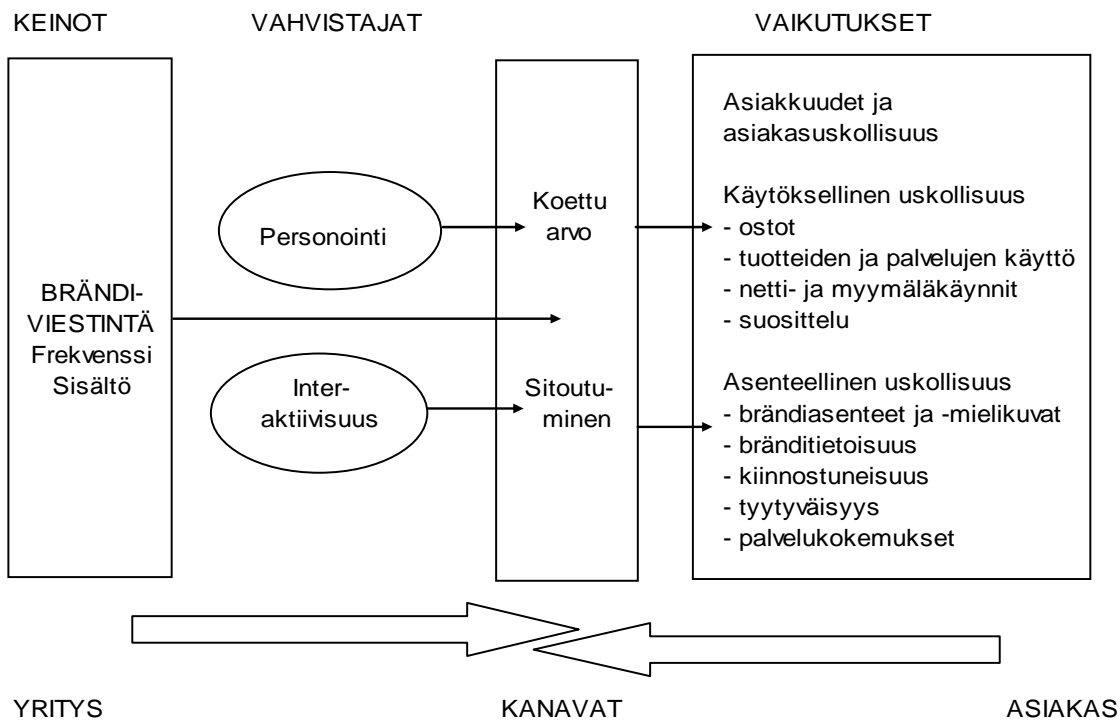 KEINOT
VAHVISTAJAT
VAIKUTUKSET
BRÄNDI-
VIESTINTÄ
Frekvenssi
Sisältö
Personointi
Inter-
aktiivisuus
Koettu
arvo
Sitoutu-
minen
Asiakkuudet ja
asiakasuskollisuus
Käytöksellinen uskollisuus
- ostot
- tuotteiden ja palvelujen käyttö
- netti- ja myymäläkäynnit
- suosittelu
Asenteellinen uskollisuus
- brändiasenteet ja -mielikuvat
- bränditietoisuus
- kiinnostuneisuus
- tyytyväisyys
- palvelukokemukset
YRITYS
KANAVAT
ASIAKAS